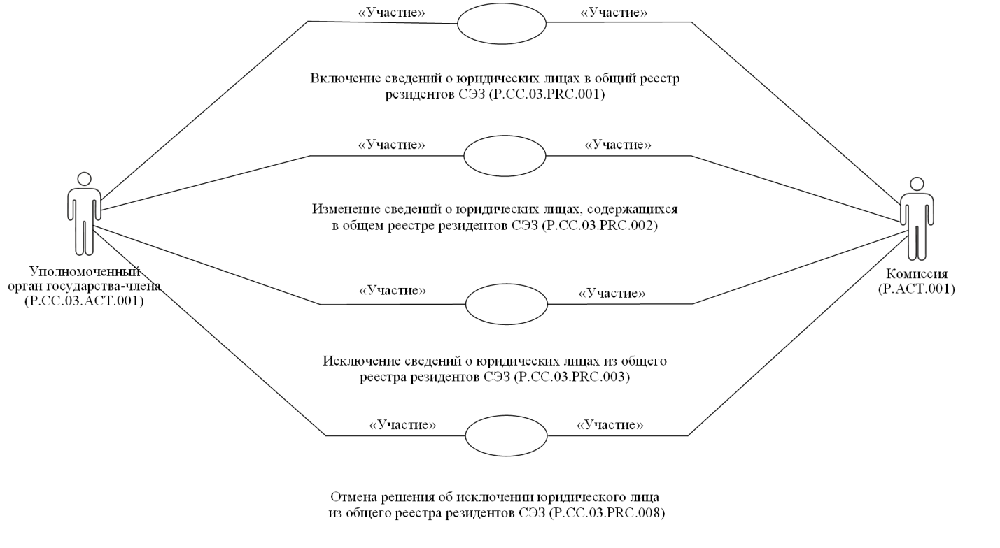 «Участие»
«Участие»
Включение сведений о юридических лицах в общий реестр
резидентов СЭЗ (P.CC.03.PRC.001)
«Участие»
«Участие»
Изменение сведений о юридических лицах, содержащихся
в общем реестре резидентов СЭЗ (P.CC.03.PRC.002)
Уполномоченный
орган государства-члена
(P.CC.03.ACT.001)
Комиссия
(P.ACT.001)
«Участие»
«Участие»
Исключение сведений о юридических лицах из общего
реестра резидентов СЭЗ (P.CC.03.PRC.003)
«Участие»
«Участие»
Отмена решения об исключении юридического лица
из общего реестра резидентов СЭЗ (P.CC.03.PRC.008)